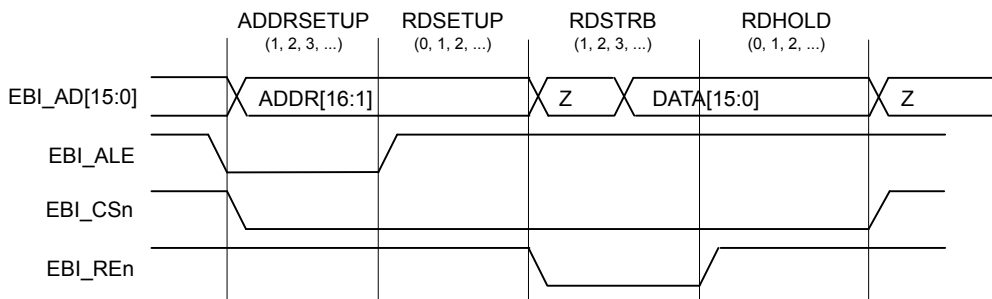 ADDRSETUP RDSETUP RDSTRB RDHOLD
(1, 2, 3, ...) (0, 1, 2, ...) (1, 2, 3, ...) (0, 1, 2, ...)
EBI_AD[15:0] ADDR[16:1] Z DATA[15:0] Z
EBI_ALE
EBI_CSn
EBI_REn